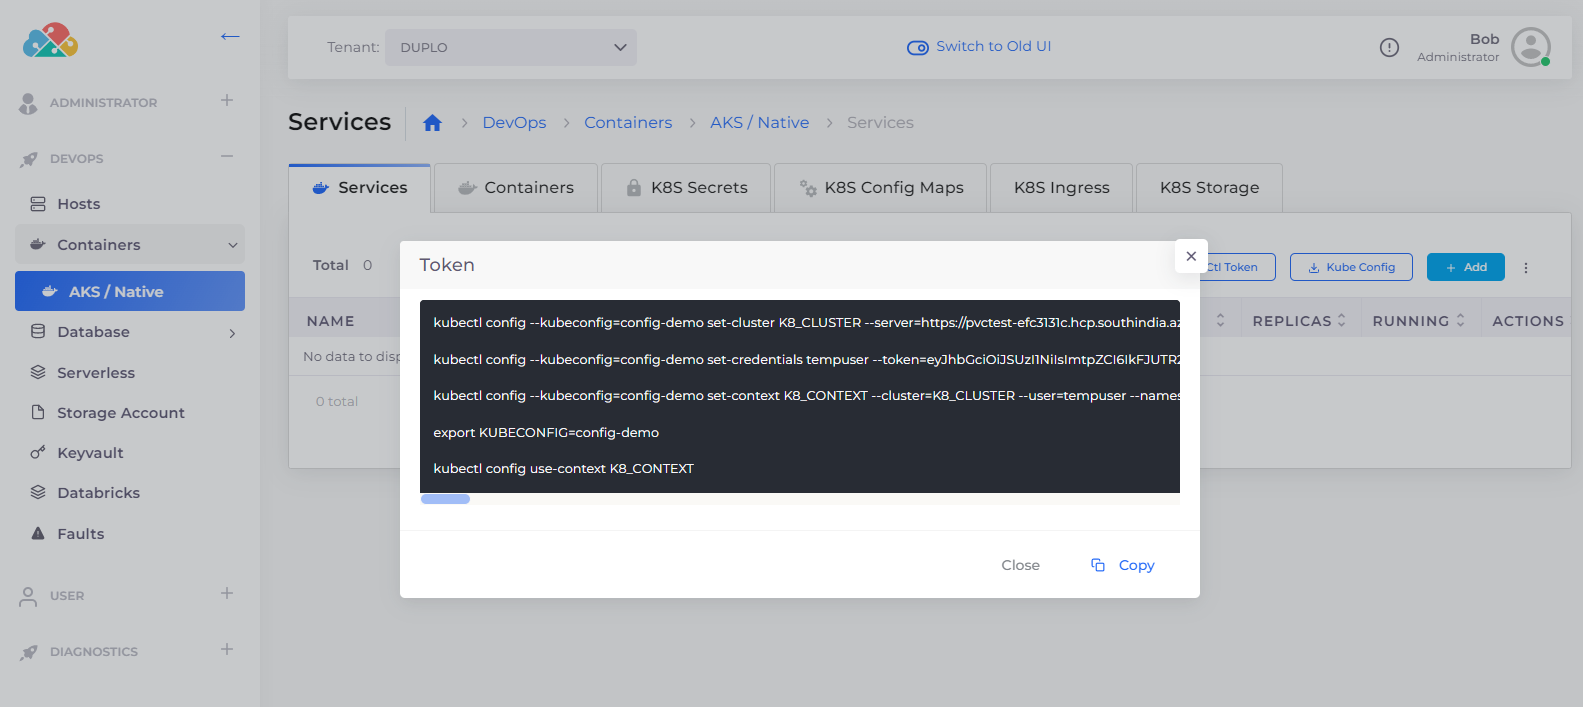 Tenant: DUPLO
Switch to Old UI
Bob
Administrator
ADMINISTRATOR
DEVOPS
Hosts
Containers
AKS / Native
Database
Serverless
Storage Account
Keyvault
Databricks
Faults
USER
DIAGNOSTICS
Services
DevOps
Containers
AKS / Native
Services
Services
Containers
K8S Secrets
K8S Config Maps
K8S Ingress
K8S Storage
Total 0
Ctl Token
Kube Config
Add
NAME
REPLICAS
RUNNING
ACTIONS
No data to disp
0 total
Token
kubectl config --kubeconfig=config-demo set-cluster K8_CLUSTER --server=https://pvctest-efc3131c.hcp.southindia.az
kubectl config --kubeconfig=config-demo set-credentials tempuser --token=eyJhbGciOiJSUzI1NiIsImtpZCI6IkFJUTR2
kubectl config --kubeconfig=config-demo set-context K8_CONTEXT --cluster=K8_CLUSTER --user=tempuser --names
export KUBECONFIG=config-demo
kubectl config use-context K8_CONTEXT
Close
Copy